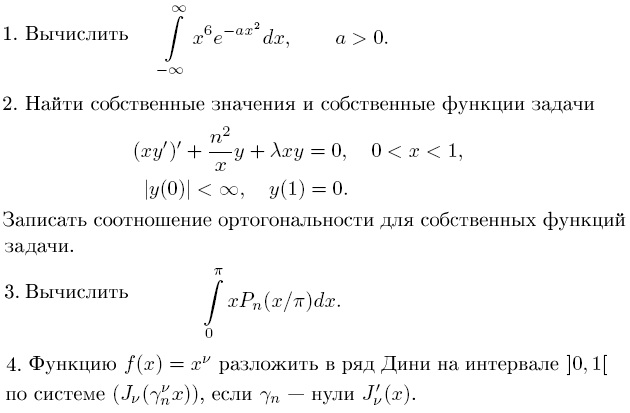 1. Вычислить $\int\limits_{-\infty}^{\infty} x^6 e^{-ax^2} dx, \qquad a > 0.$
2. Найти собственные значения и собственные функции задачи
$(xy')' + \frac{n^2}{x} y + \lambda xy = 0, \quad 0 < x < 1,$
$|y(0)| < \infty, \quad y(1) = 0.$
Записать соотношение ортогональности для собственных функций
задачи.
3. Вычислить $\int\limits_0^{\pi} x P_n(x/\pi) dx.$
4. Функцию $f(x) = x^{\nu}$ разложить в ряд Дини на интервале $]0, 1[$
по системе $(J_{\nu}(\gamma_n^{\nu} x))$, если $\gamma_n$ — нули $J_{\nu}'(x)$.